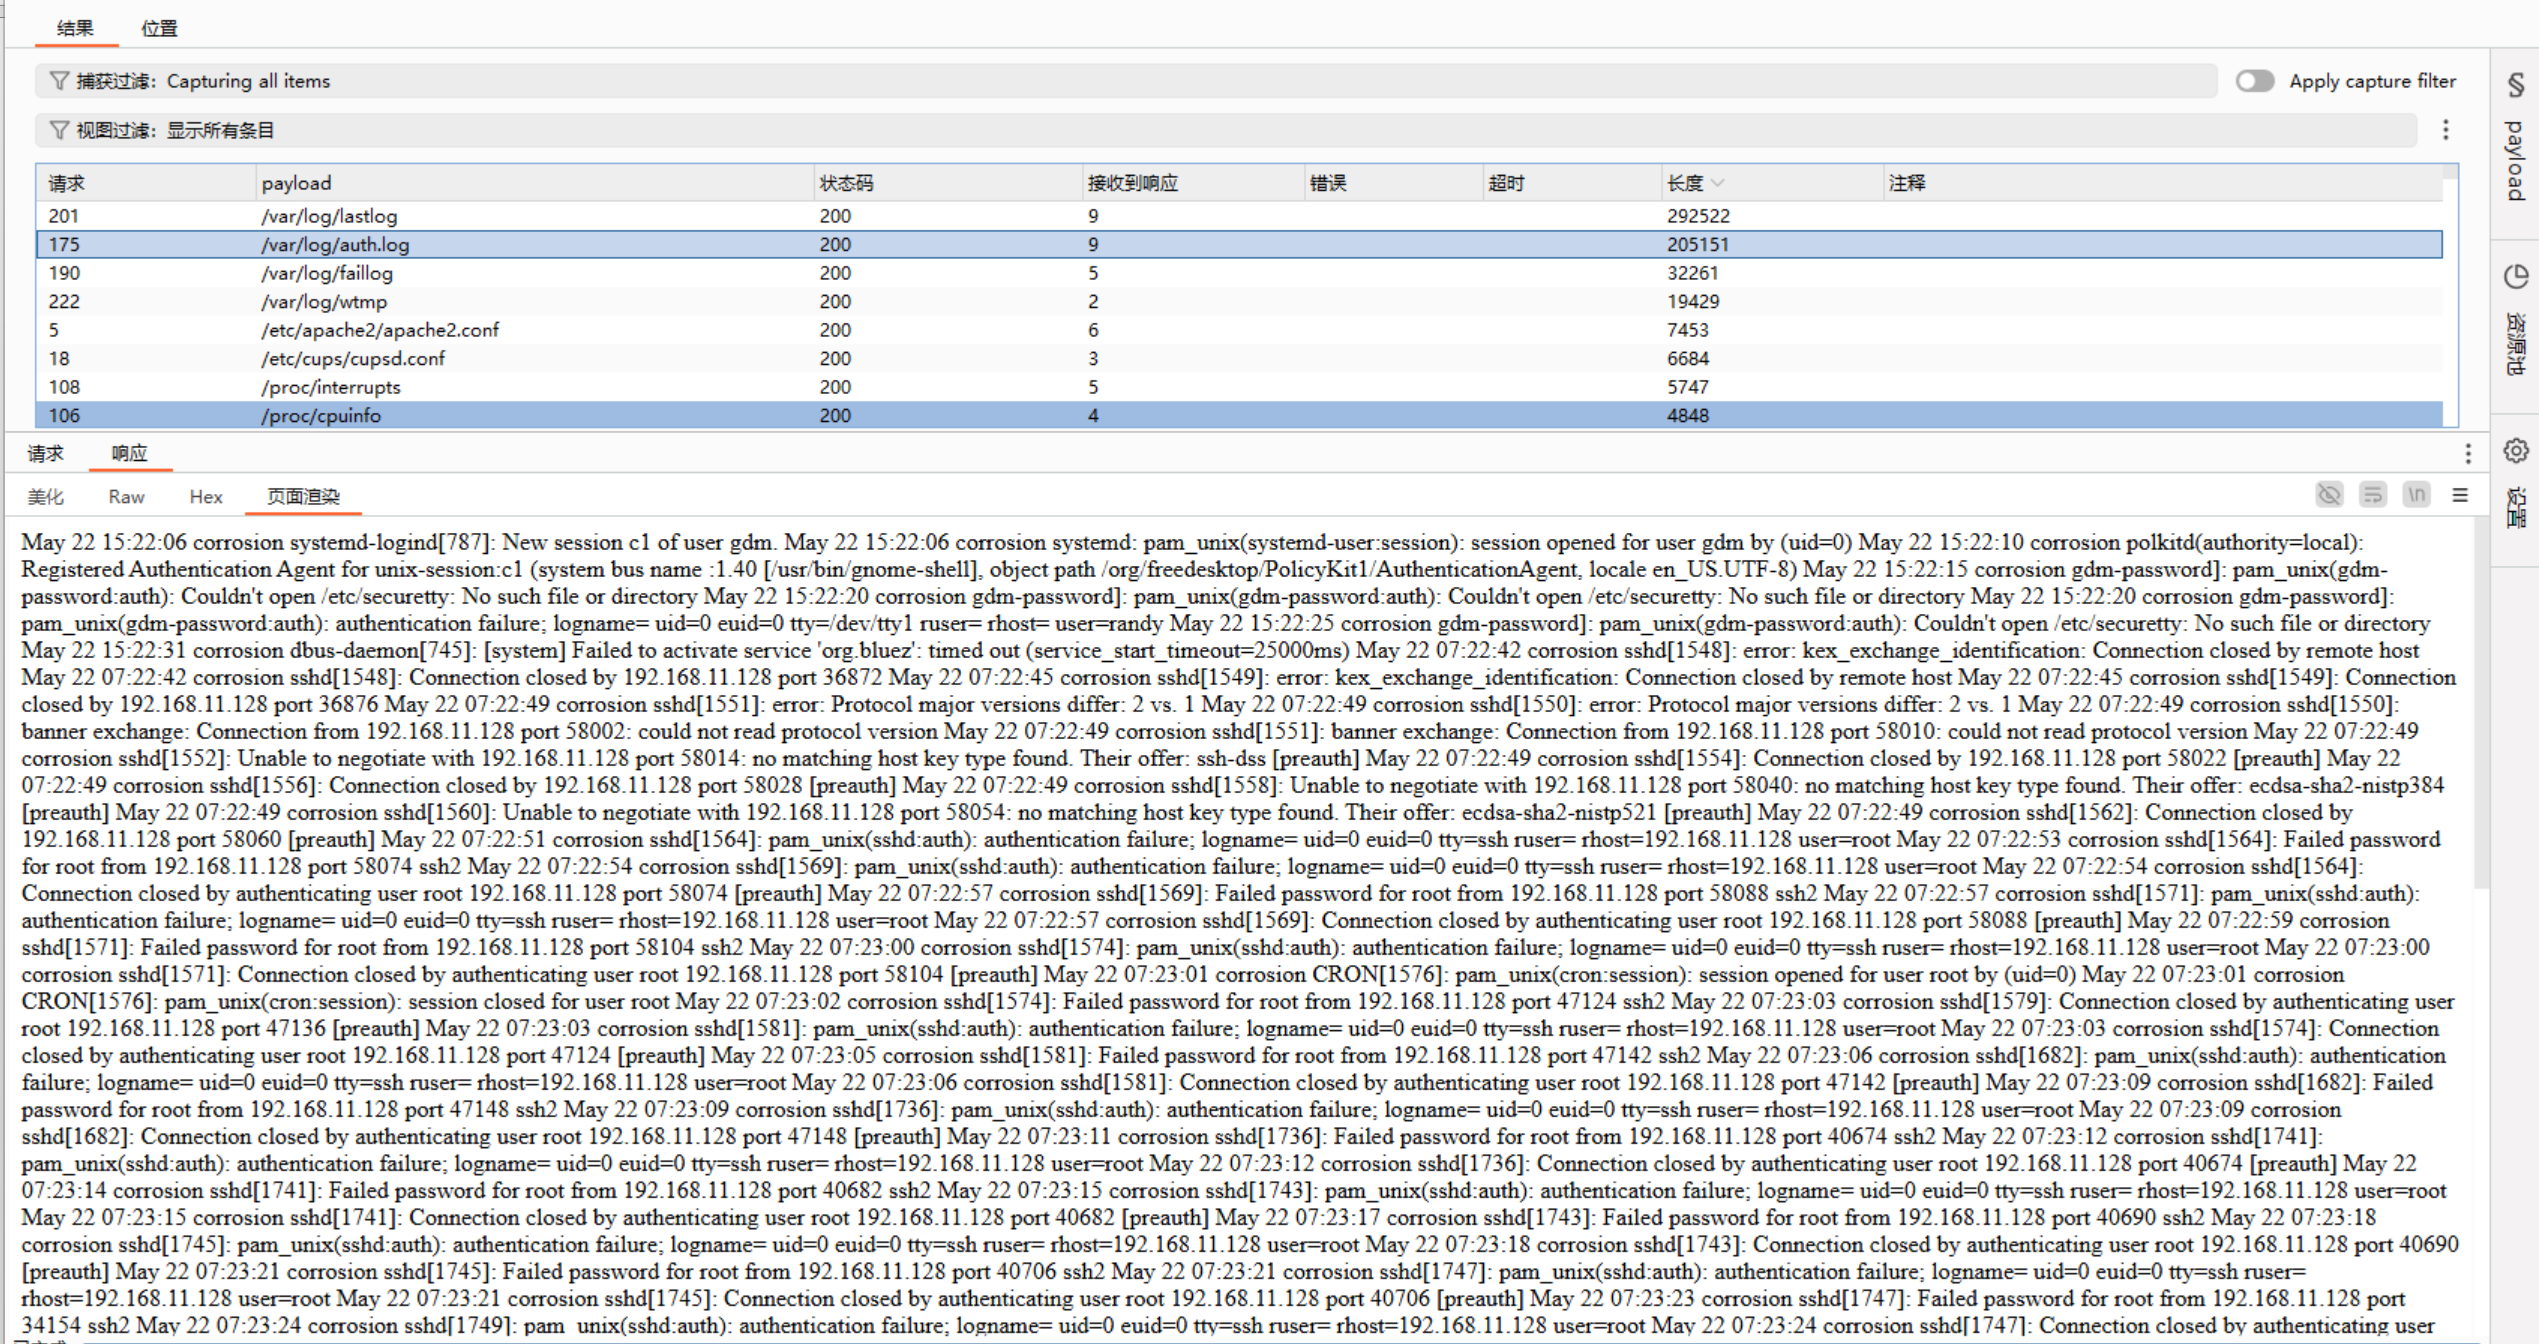 结果 位置
捕获过滤: Capturing all items
Apply capture filter
视图过滤: 显示所有条目
请求 payload 状态码 接收到响应 错误 超时 长度 注释
201 /var/log/lastlog 200 9 292522
175 /var/log/auth.log 200 9 205151
190 /var/log/faillog 200 5 32261
222 /var/log/wtmp 200 2 19429
5 /etc/apache2/apache2.conf 200 6 7453
18 /etc/cups/cupsd.conf 200 3 6684
108 /proc/interrupts 200 5 5747
106 /proc/cpuinfo 200 4 4848
请求 响应
美化 Raw Hex 页面渲染
\n
May 22 15:22:06 corrosion systemd-logind[787]: New session c1 of user gdm. May 22 15:22:06 corrosion systemd: pam_unix(systemd-user:session): session opened for user gdm by (uid=0) May 22 15:22:10 corrosion polkitd(authority=local):
Registered Authentication Agent for unix-session:c1 (system bus name :1.40 [/usr/bin/gnome-shell], object path /org/freedesktop/PolicyKit1/AuthenticationAgent, locale en_US.UTF-8) May 22 15:22:15 corrosion gdm-password]: pam_unix(gdm-
password:auth): Couldn't open /etc/securetty: No such file or directory May 22 15:22:20 corrosion gdm-password]: pam_unix(gdm-password:auth): Couldn't open /etc/securetty: No such file or directory May 22 15:22:20 corrosion gdm-password]:
pam_unix(gdm-password:auth): authentication failure; logname= uid=0 euid=0 tty=/dev/tty1 ruser= rhost= user=randy May 22 15:22:25 corrosion gdm-password]: pam_unix(gdm-password:auth): Couldn't open /etc/securetty: No such file or directory
May 22 15:22:31 corrosion dbus-daemon[745]: [system] Failed to activate service 'org.bluez': timed out (service_start_timeout=25000ms) May 22 07:22:42 corrosion sshd[1548]: error: kex_exchange_identification: Connection closed by remote host
May 22 07:22:42 corrosion sshd[1548]: Connection closed by 192.168.11.128 port 36872 May 22 07:22:45 corrosion sshd[1549]: error: kex_exchange_identification: Connection closed by remote host May 22 07:22:45 corrosion sshd[1549]: Connection
closed by 192.168.11.128 port 36876 May 22 07:22:49 corrosion sshd[1551]: error: Protocol major versions differ: 2 vs. 1 May 22 07:22:49 corrosion sshd[1550]: error: Protocol major versions differ: 2 vs. 1 May 22 07:22:49 corrosion sshd[1550]:
banner exchange: Connection from 192.168.11.128 port 58002: could not read protocol version May 22 07:22:49 corrosion sshd[1551]: banner exchange: Connection from 192.168.11.128 port 58010: could not read protocol version May 22 07:22:49
corrosion sshd[1552]: Unable to negotiate with 192.168.11.128 port 58014: no matching host key type found. Their offer: ssh-dss [preauth] May 22 07:22:49 corrosion sshd[1554]: Connection closed by 192.168.11.128 port 58022 [preauth] May 22
07:22:49 corrosion sshd[1556]: Connection closed by 192.168.11.128 port 58028 [preauth] May 22 07:22:49 corrosion sshd[1558]: Unable to negotiate with 192.168.11.128 port 58040: no matching host key type found. Their offer: ecdsa-sha2-nistp384
[preauth] May 22 07:22:49 corrosion sshd[1560]: Unable to negotiate with 192.168.11.128 port 58054: no matching host key type found. Their offer: ecdsa-sha2-nistp521 [preauth] May 22 07:22:49 corrosion sshd[1562]: Connection closed by
192.168.11.128 port 58060 [preauth] May 22 07:22:51 corrosion sshd[1564]: pam_unix(sshd:auth): authentication failure; logname= uid=0 euid=0 tty=ssh ruser= rhost=192.168.11.128 user=root May 22 07:22:53 corrosion sshd[1564]: Failed password
for root from 192.168.11.128 port 58074 ssh2 May 22 07:22:54 corrosion sshd[1569]: pam_unix(sshd:auth): authentication failure; logname= uid=0 euid=0 tty=ssh ruser= rhost=192.168.11.128 user=root May 22 07:22:54 corrosion sshd[1564]:
Connection closed by authenticating user root 192.168.11.128 port 58074 [preauth] May 22 07:22:57 corrosion sshd[1569]: Failed password for root from 192.168.11.128 port 58088 ssh2 May 22 07:22:57 corrosion sshd[1571]: pam_unix(sshd:auth):
authentication failure; logname= uid=0 euid=0 tty=ssh ruser= rhost=192.168.11.128 user=root May 22 07:22:57 corrosion sshd[1569]: Connection closed by authenticating user root 192.168.11.128 port 58088 [preauth] May 22 07:22:59 corrosion
sshd[1571]: Failed password for root from 192.168.11.128 port 58104 ssh2 May 22 07:23:00 corrosion sshd[1574]: pam_unix(sshd:auth): authentication failure; logname= uid=0 euid=0 tty=ssh ruser= rhost=192.168.11.128 user=root May 22 07:23:00
corrosion sshd[1571]: Connection closed by authenticating user root 192.168.11.128 port 58104 [preauth] May 22 07:23:01 corrosion CRON[1576]: pam_unix(cron:session): session opened for user root by (uid=0) May 22 07:23:01 corrosion
CRON[1576]: pam_unix(cron:session): session closed for user root May 22 07:23:02 corrosion sshd[1574]: Failed password for root from 192.168.11.128 port 47124 ssh2 May 22 07:23:03 corrosion sshd[1579]: Connection closed by authenticating user
root 192.168.11.128 port 47136 [preauth] May 22 07:23:03 corrosion sshd[1581]: pam_unix(sshd:auth): authentication failure; logname= uid=0 euid=0 tty=ssh ruser= rhost=192.168.11.128 user=root May 22 07:23:03 corrosion sshd[1574]: Connection
closed by authenticating user root 192.168.11.128 port 47124 [preauth] May 22 07:23:05 corrosion sshd[1581]: Failed password for root from 192.168.11.128 port 47142 ssh2 May 22 07:23:06 corrosion sshd[1682]: pam_unix(sshd:auth): authentication
failure; logname= uid=0 euid=0 tty=ssh ruser= rhost=192.168.11.128 user=root May 22 07:23:06 corrosion sshd[1581]: Connection closed by authenticating user root 192.168.11.128 port 47142 [preauth] May 22 07:23:09 corrosion sshd[1682]: Failed
password for root from 192.168.11.128 port 47148 ssh2 May 22 07:23:09 corrosion sshd[1736]: pam_unix(sshd:auth): authentication failure; logname= uid=0 euid=0 tty=ssh ruser= rhost=192.168.11.128 user=root May 22 07:23:09 corrosion
sshd[1682]: Connection closed by authenticating user root 192.168.11.128 port 47148 [preauth] May 22 07:23:11 corrosion sshd[1736]: Failed password for root from 192.168.11.128 port 40674 ssh2 May 22 07:23:12 corrosion sshd[1741]:
pam_unix(sshd:auth): authentication failure; logname= uid=0 euid=0 tty=ssh ruser= rhost=192.168.11.128 user=root May 22 07:23:12 corrosion sshd[1736]: Connection closed by authenticating user root 192.168.11.128 port 40674 [preauth] May 22
07:23:14 corrosion sshd[1741]: Failed password for root from 192.168.11.128 port 40682 ssh2 May 22 07:23:15 corrosion sshd[1743]: pam_unix(sshd:auth): authentication failure; logname= uid=0 euid=0 tty=ssh ruser= rhost=192.168.11.128 user=root
May 22 07:23:15 corrosion sshd[1741]: Connection closed by authenticating user root 192.168.11.128 port 40682 [preauth] May 22 07:23:17 corrosion sshd[1743]: Failed password for root from 192.168.11.128 port 40690 ssh2 May 22 07:23:18
corrosion sshd[1745]: pam_unix(sshd:auth): authentication failure; logname= uid=0 euid=0 tty=ssh ruser= rhost=192.168.11.128 user=root May 22 07:23:18 corrosion sshd[1743]: Connection closed by authenticating user root 192.168.11.128 port 40690
[preauth] May 22 07:23:21 corrosion sshd[1745]: Failed password for root from 192.168.11.128 port 40706 ssh2 May 22 07:23:21 corrosion sshd[1747]: pam_unix(sshd:auth): authentication failure; logname= uid=0 euid=0 tty=ssh ruser=
rhost=192.168.11.128 user=root May 22 07:23:21 corrosion sshd[1745]: Connection closed by authenticating user root 192.168.11.128 port 40706 [preauth] May 22 07:23:23 corrosion sshd[1747]: Failed password for root from 192.168.11.128 port
34154 ssh2 May 22 07:23:24 corrosion sshd[1749]: pam_unix(sshd:auth): authentication failure; logname= uid=0 euid=0 tty=ssh ruser= rhost=192.168.11.128 user=root May 22 07:23:24 corrosion sshd[1747]: Connection closed by authenticating user
§ payload
资源池
设置